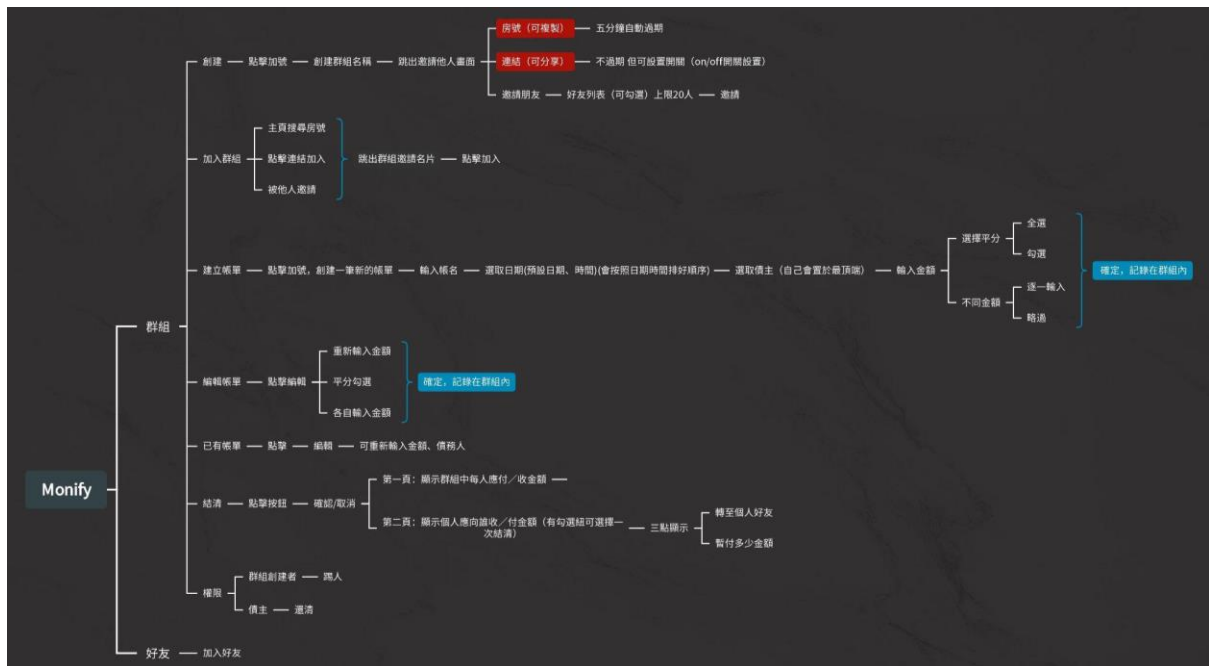 Monify
群組
創建
點擊加號
創建群組名稱
跳出邀請他人畫面
房號（可複製）
五分鐘自動過期
連結（可分享）
不過期 但可設置開關（on/off開關設置）
邀請朋友
好友列表（可勾選）上限20人
邀請
加入群組
主頁搜尋房號
點擊連結加入
被他人邀請
跳出群組邀請名片
點擊加入
建立帳單
點擊加號，創建一筆新的帳單
輸入帳名
選取日期(預設日期、時間)(會按照日期時間排好順序)
選取債主（自己會置於最頂端）
輸入金額
選擇平分
全選
勾選
不同金額
逐一輸入
略過
確定，記錄在群組內
編輯帳單
點擊編輯
重新輸入金額
平分勾選
各自輸入金額
確定，記錄在群組內
已有帳單
點擊
編輯
可重新輸入金額、債務人
結清
點擊按鈕
確認/取消
第一頁：顯示群組中每人應付／收金額
第二頁：顯示個人應向誰收／付金額（有勾選紐可選擇一
次結清）
三點顯示
轉至個人好友
暫付多少金額
權限
群組創建者
踢人
債主
還清
好友
加入好友